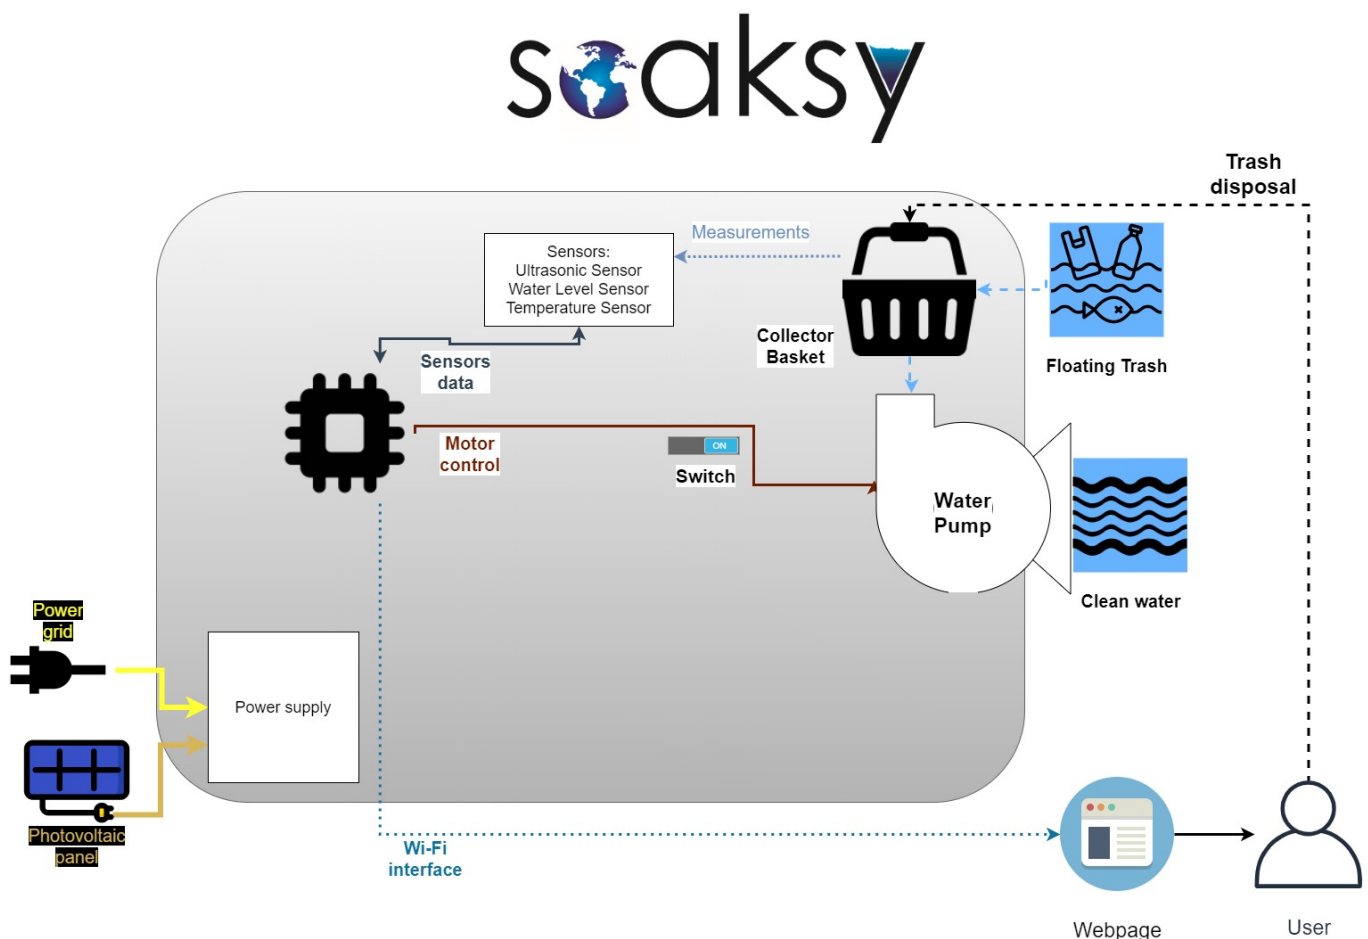 soaksy
Trash
disposal
Measurements
Sensors:
Ultrasonic Sensor
Water Level Sensor
Temperature Sensor
Collector
Basket
Floating Trash
Sensors
data
Motor
control
ON
Switch
Water
Pump
Clean water
Power
grid
Power supply
Photovoltaic
panel
Wi-Fi
interface
Webpage
User